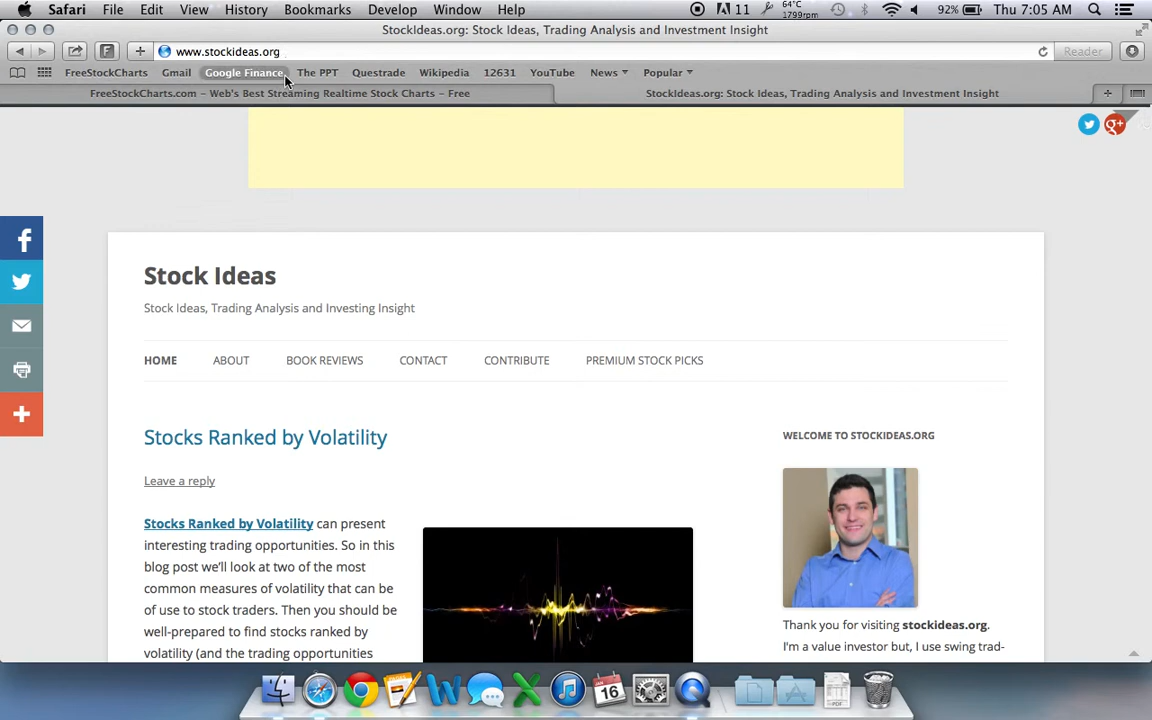 Safari File Edit View History Bookmarks Develop Window Help 11 64°C 1799rpm 92% Thu 7:05 AM
StockIdeas.org: Stock Ideas, Trading Analysis and Investment Insight
www.stockideas.org Reader
FreeStockCharts Gmail Google Finance The PPT Questrade Wikipedia 12631 YouTube News Popular
FreeStockCharts.com – Web's Best Streaming Realtime Stock Charts – Free StockIdeas.org: Stock Ideas, Trading Analysis and Investment Insight
Stock Ideas
Stock Ideas, Trading Analysis and Investing Insight
HOME ABOUT BOOK REVIEWS CONTACT CONTRIBUTE PREMIUM STOCK PICKS
Stocks Ranked by Volatility
Leave a reply
Stocks Ranked by Volatility can present
interesting trading opportunities. So in this
blog post we'll look at two of the most
common measures of volatility that can be
of use to stock traders. Then you should be
well-prepared to find stocks ranked by
volatility (and the trading opportunities
WELCOME TO STOCKIDEAS.ORG
Thank you for visiting stockideas.org.
I'm a value investor but, I use swing trad-
JAN
16
PDF